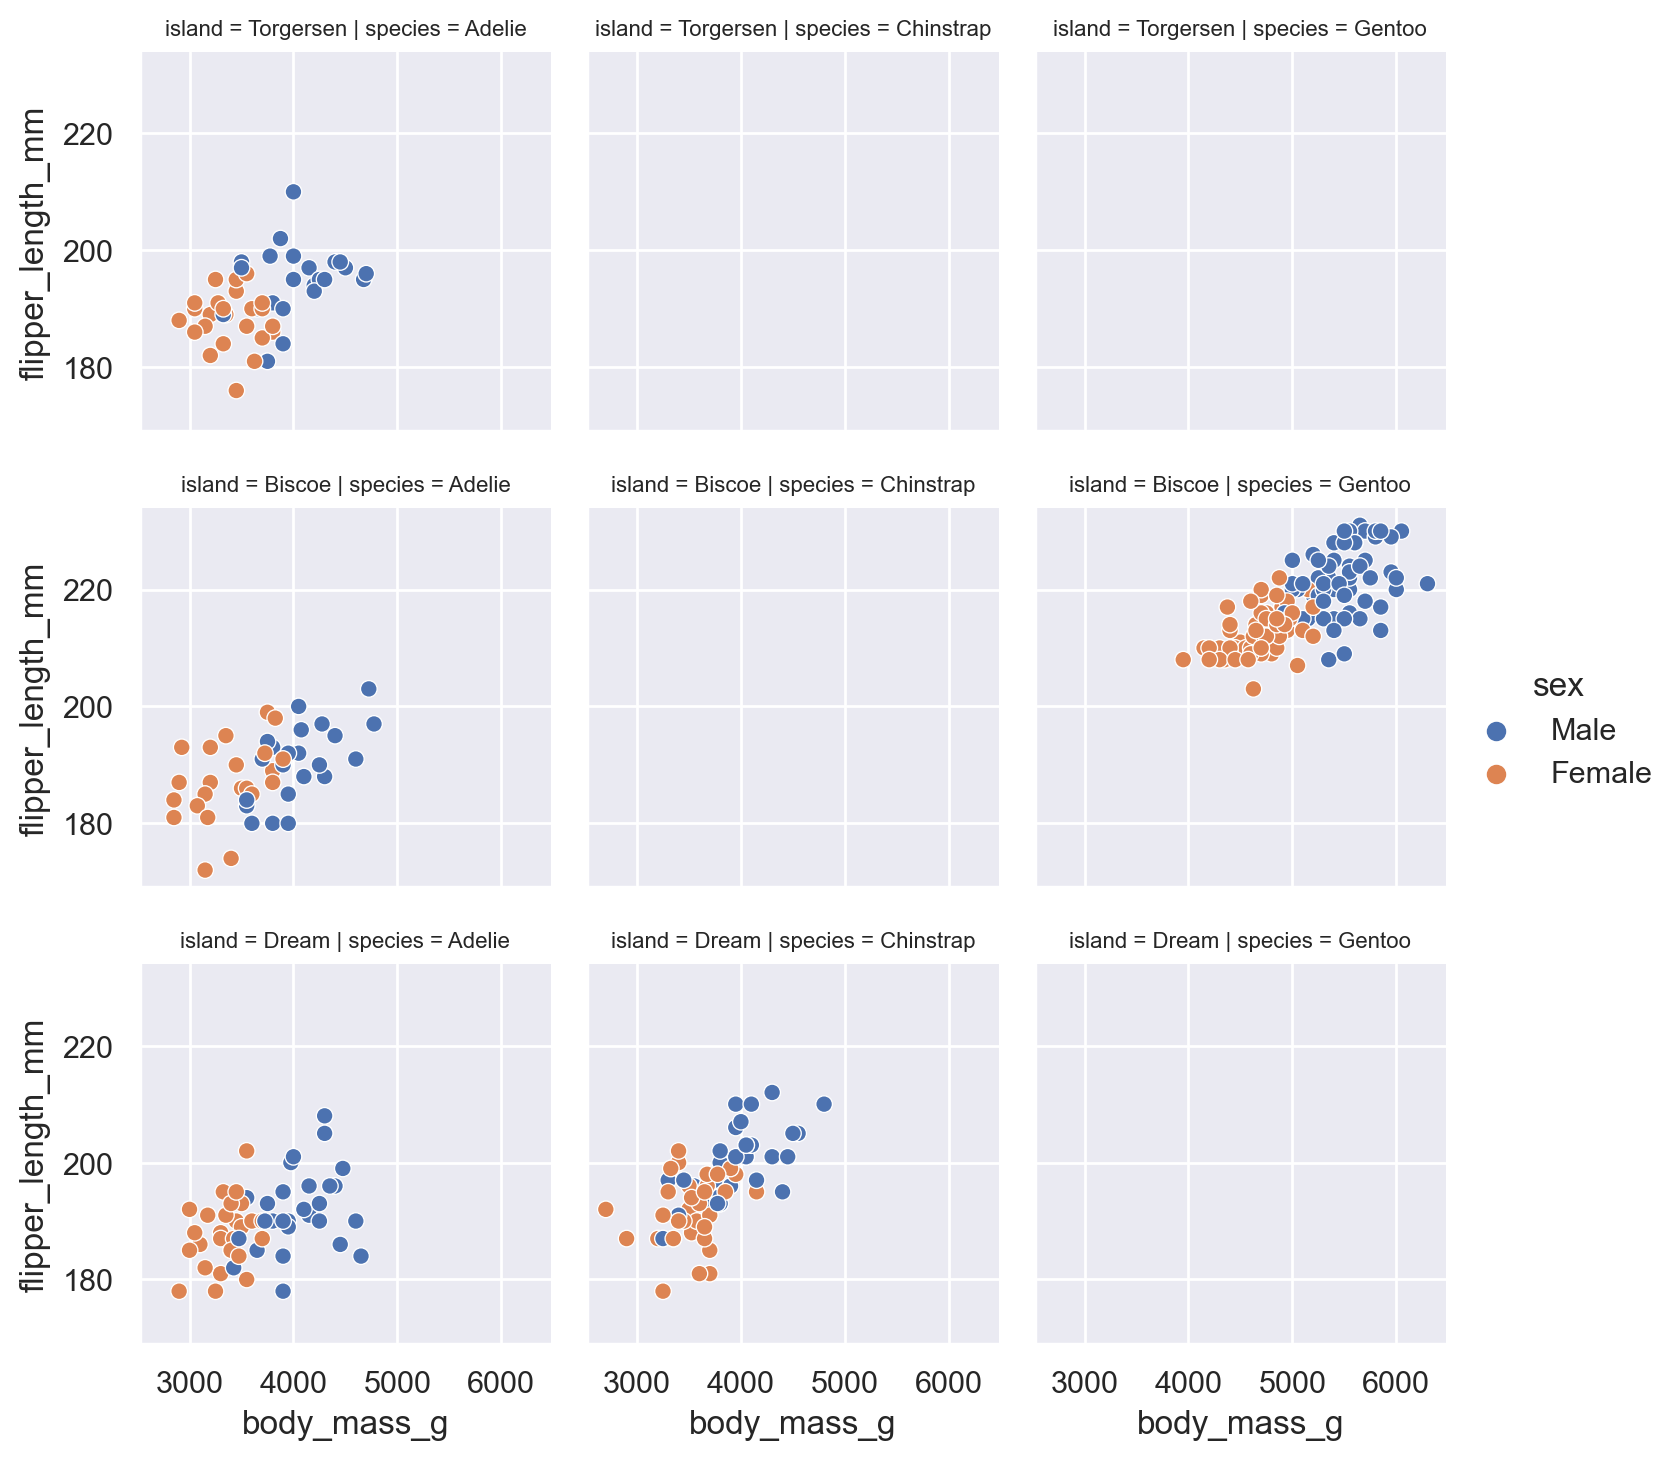 island = Torgersen | species = Adelie
island = Torgersen | species = Chinstrap
island = Torgersen | species = Gentoo
flipper_length_mm
220
200
180
island = Biscoe | species = Adelie
island = Biscoe | species = Chinstrap
island = Biscoe | species = Gentoo
flipper_length_mm
220
200
180
sex
Male
Female
island = Dream | species = Adelie
island = Dream | species = Chinstrap
island = Dream | species = Gentoo
flipper_length_mm
220
200
180
3000 4000 5000 6000
3000 4000 5000 6000
3000 4000 5000 6000
body_mass_g
body_mass_g
body_mass_g